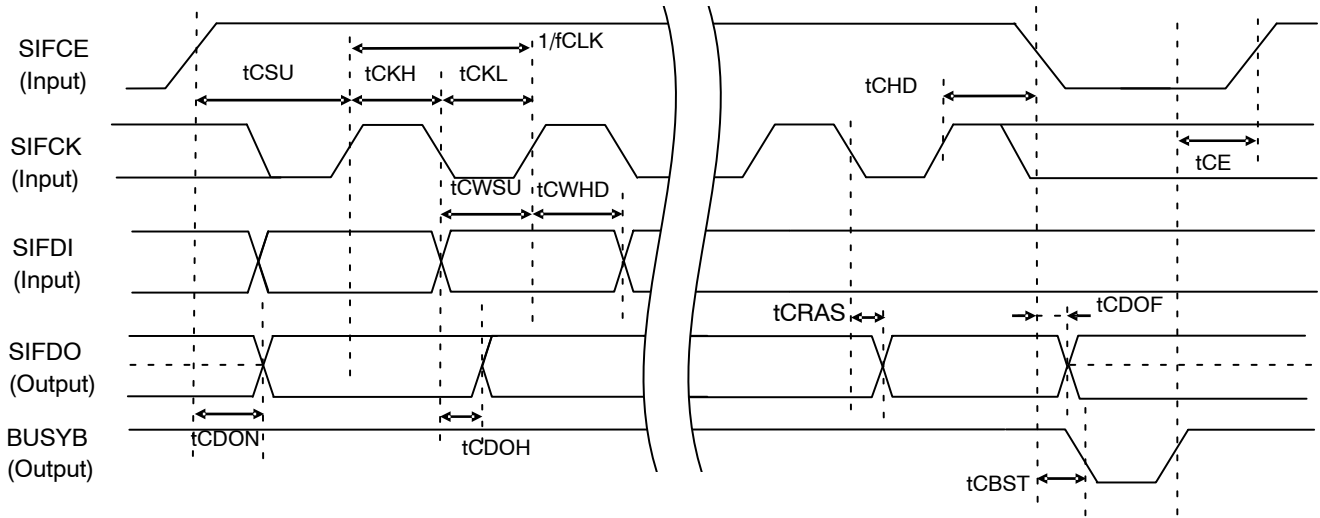 SIFCE
(Input)
1/fCLK
tCSU
tCKH
tCKL
tCHD
SIFCK
(Input)
tCE
tCWSU
tCWHD
SIFDI
(Input)
tCRAS
tCDOF
SIFDO
(Output)
BUSYB
(Output)
tCDON
tCDOH
tCBST